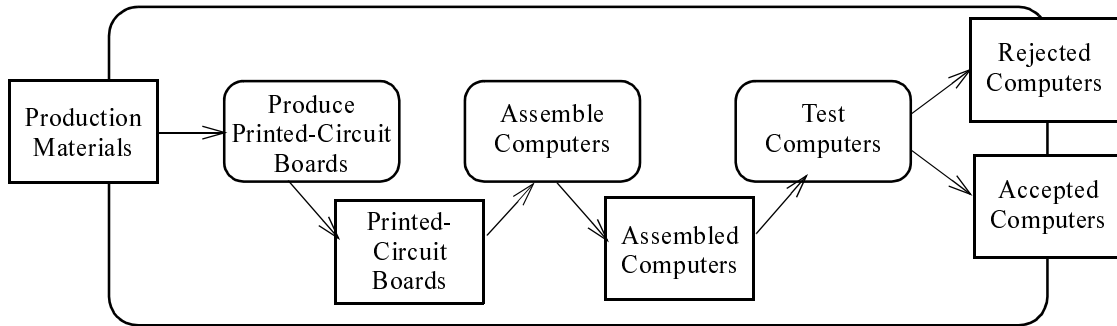 Production
Materials
Produce
Printed-Circuit
Boards
Printed-
Circuit
Boards
Assemble
Computers
Assembled
Computers
Test
Computers
Rejected
Computers
Accepted
Computers